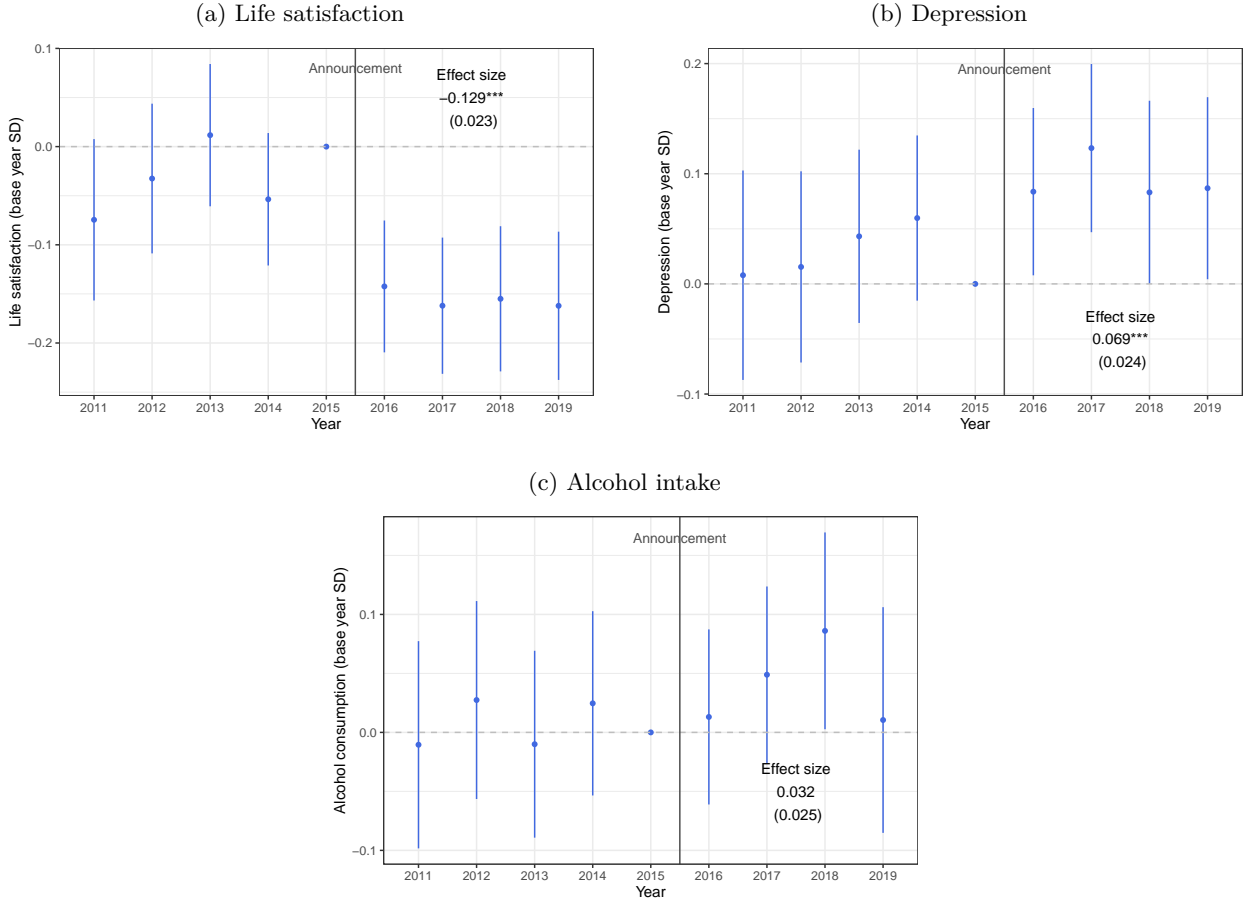 (a) Life satisfaction
Life satisfaction (base year SD)
0.1
0.0
−0.1
−0.2
Announcement
Effect size
−0.129***
(0.023)
2011 2012 2013 2014 2015 2016 2017 2018 2019
Year
(b) Depression
Depression (base year SD)
0.2
0.1
0.0
−0.1
Announcement
Effect size
0.069***
(0.024)
2011 2012 2013 2014 2015 2016 2017 2018 2019
Year
(c) Alcohol intake
Alcohol consumption (base year SD)
0.1
0.0
−0.1
Announcement
Effect size
0.032
(0.025)
2011 2012 2013 2014 2015 2016 2017 2018 2019
Year